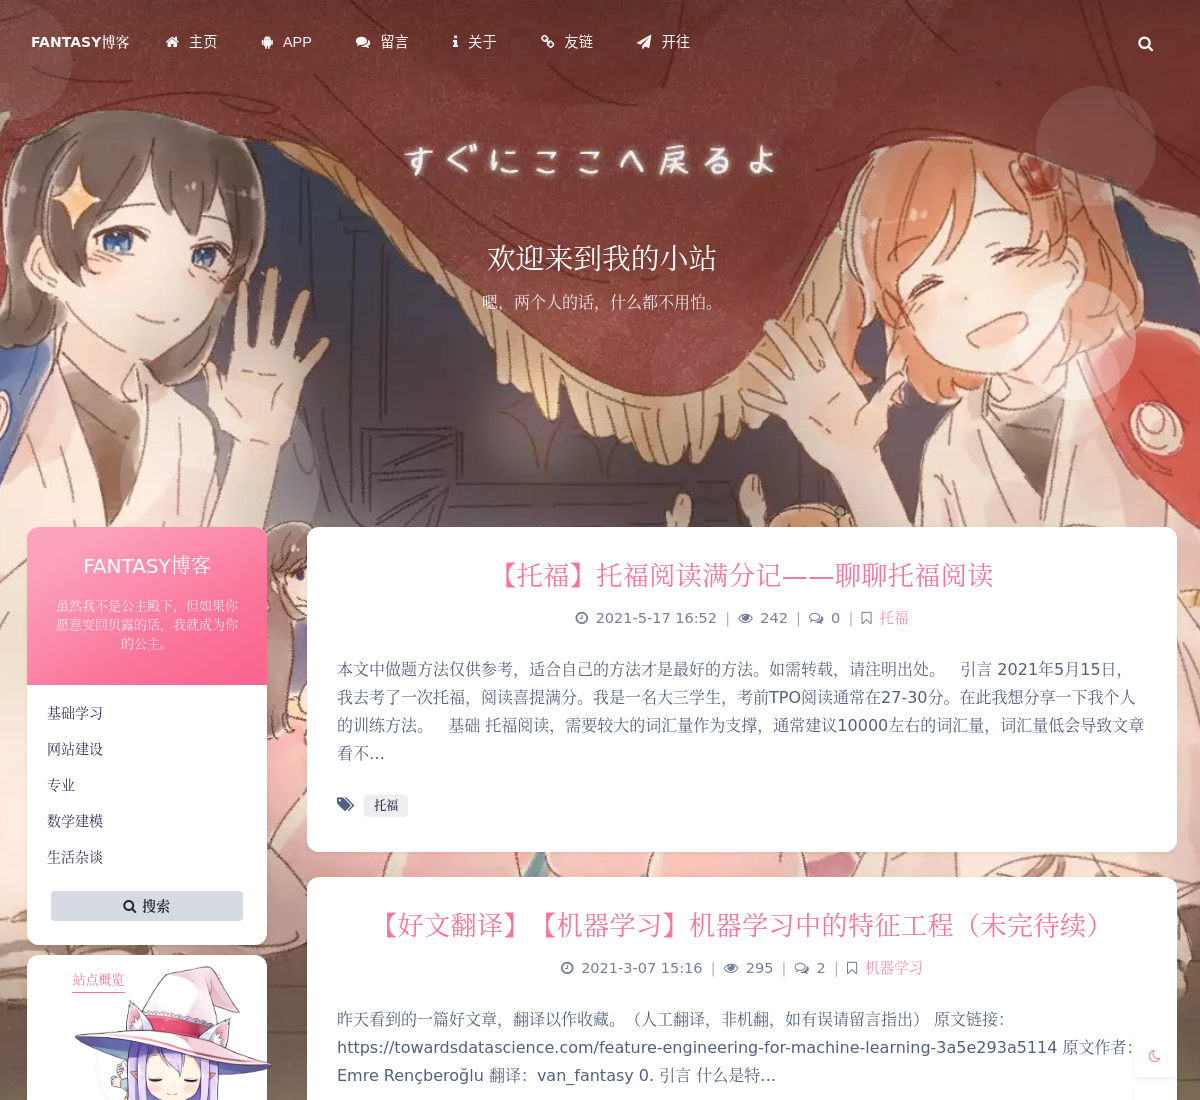 FANTASY博客 主页 APP 留言 关于 友链 开往
すぐにここへ戻るよ
欢迎来到我的小站
嗯，两个人的话，什么都不用怕。
FANTASY博客
虽然我不是公主殿下，但如果你
愿意变回贝露的话，我就成为你
的公主。
基础学习
网站建设
专业
数学建模
生活杂谈
搜索
站点概览
【托福】托福阅读满分记——聊聊托福阅读
2021-5-17 16:52 | 242 | 0 | 托福
本文中做题方法仅供参考，适合自己的方法才是最好的方法。如需转载，请注明出处。 引言 2021年5月15日，
我去考了一次托福，阅读喜提满分。我是一名大三学生，考前TPO阅读通常在27-30分。在此我想分享一下我个人
的训练方法。 基础 托福阅读，需要较大的词汇量作为支撑，通常建议10000左右的词汇量，词汇量低会导致文章
看不…
托福
【好文翻译】【机器学习】机器学习中的特征工程（未完待续）
2021-3-07 15:16 | 295 | 2 | 机器学习
昨天看到的一篇好文章，翻译以作收藏。（人工翻译，非机翻，如有误请留言指出） 原文链接：
https://towardsdatascience.com/feature-engineering-for-machine-learning-3a5e293a5114 原文作者：
Emre Rençberoğlu 翻译：van_fantasy 0. 引言 什么是特…